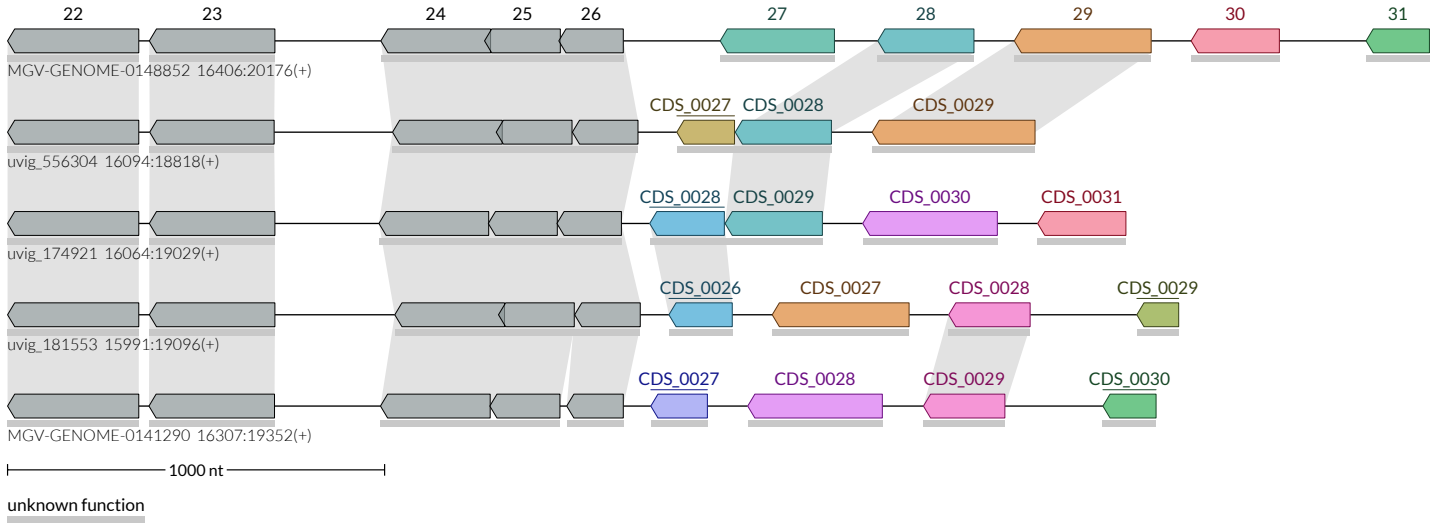 22 23 24 25 26 27 28 29 30 31
MGV-GENOME-0148852 16406:20176(+)
CDS_0027 CDS_0028 CDS_0029
uvig_556304 16094:18818(+)
CDS_0028 CDS_0029 CDS_0030 CDS_0031
uvig_174921 16064:19029(+)
CDS_0026 CDS_0027 CDS_0028 CDS_0029
uvig_181553 15991:19096(+)
CDS_0027 CDS_0028 CDS_0029 CDS_0030
MGV-GENOME-0141290 16307:19352(+)
1000 nt
unknown function